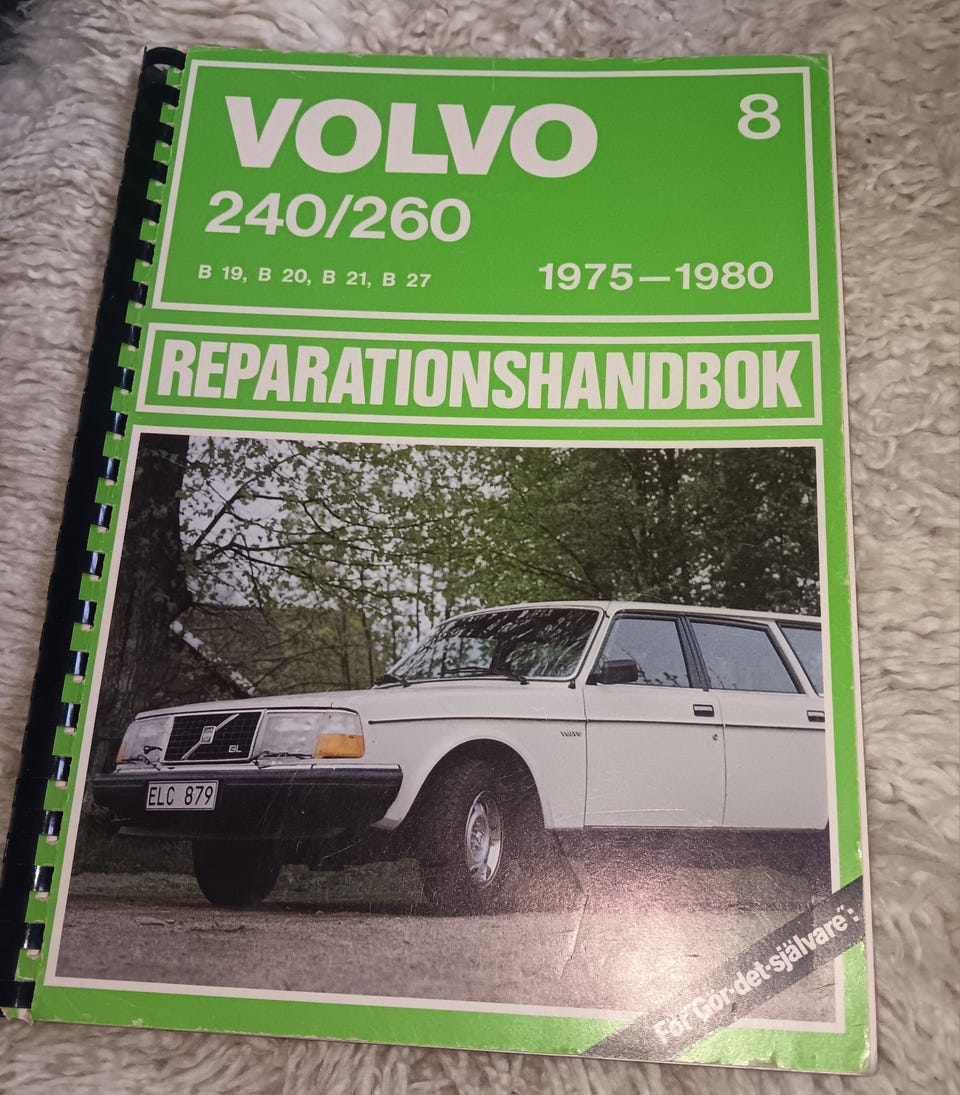 VOLVO
8
240/260
B 19, B 20, B 21, B 27
1975–1980
REPARATIONSHANDBOK
GL
VOLVO
ELC 879
För"Gör-det-självare":